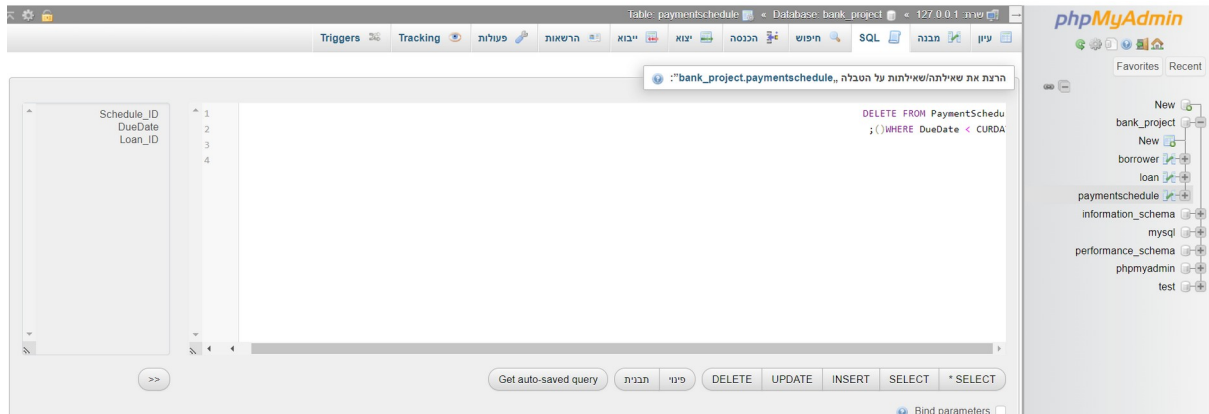 phpMyAdmin
Recent Favorites
New
bank_project
New
borrower
loan
paymentschedule
information_schema
mysql
performance_schema
phpmyadmin
test
שרת: 127.0.0.1 » Database: bank_project » Table: paymentschedule
עיון מבנה SQL חיפוש הכנסה יצוא ייבוא הרשאות פעולות Tracking Triggers
הרצת את שאילתה/שאילתות על הטבלה „bank_project.paymentschedule”:
1
2
3
4
DELETE FROM PaymentSchedu
;()WHERE DueDate < CURDA
Schedule_ID
DueDate
Loan_ID
SELECT * SELECT INSERT UPDATE DELETE פינוי תבנית Get auto-saved query
<<
Bind parameters